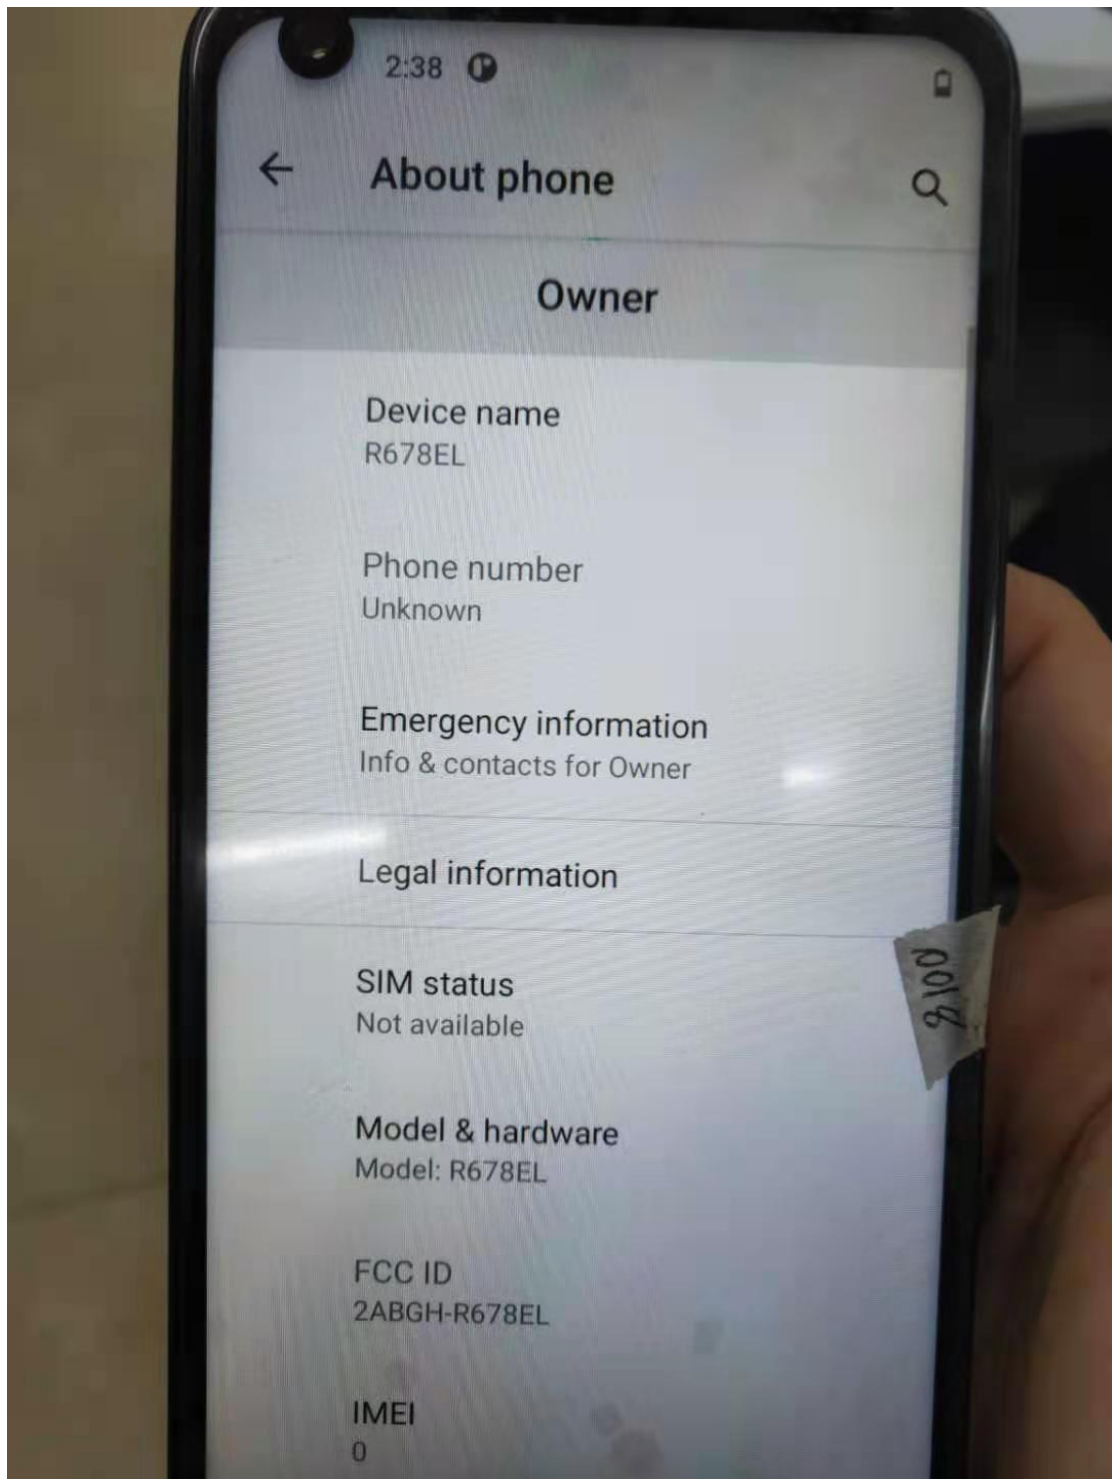 2:38
About phone
Owner
Device name
R678EL
Phone number
Unknown
Emergency information
Info & contacts for Owner
Legal information
SIM status
Not available
8100
Model & hardware
Model: R678EL
FCC ID
2ABGH-R678EL
IMEI
0